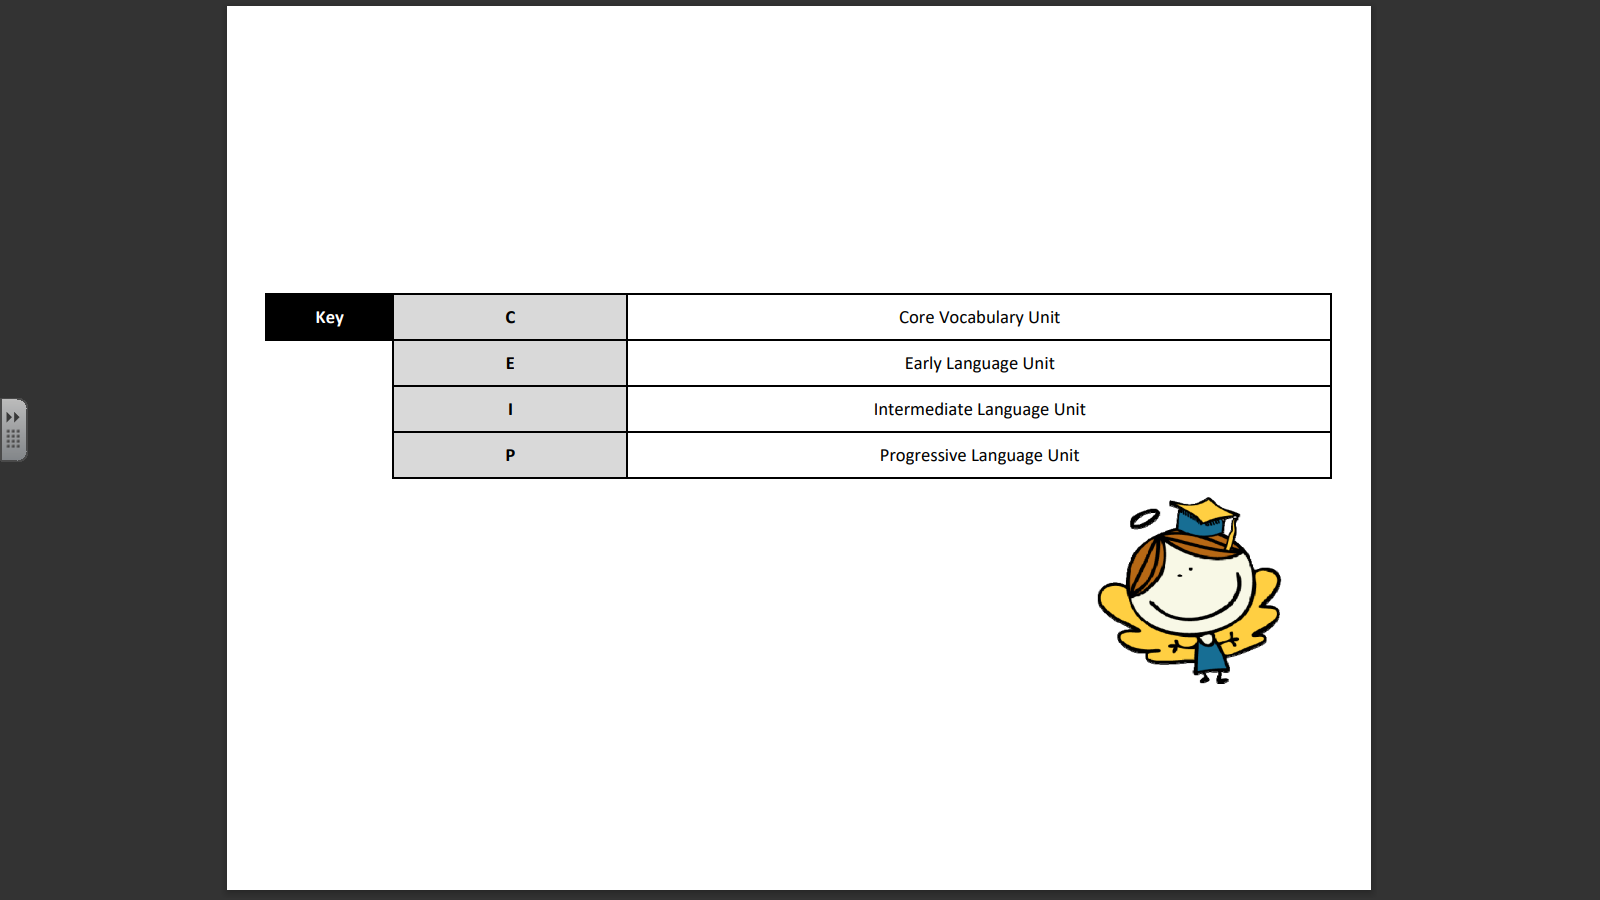 Key C Core Vocabulary Unit
E Early Language Unit
I Intermediate Language Unit
P Progressive Language Unit